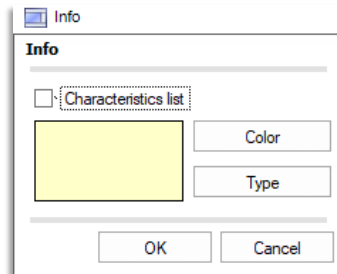 Info
Info
Characteristics list
Color
Type
OK
Cancel